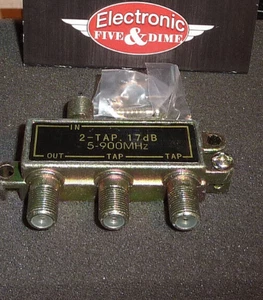 Electronic
FIVE & DIME
IN
2-TAP. 17dB
5-900MHz
OUT TAP TAP